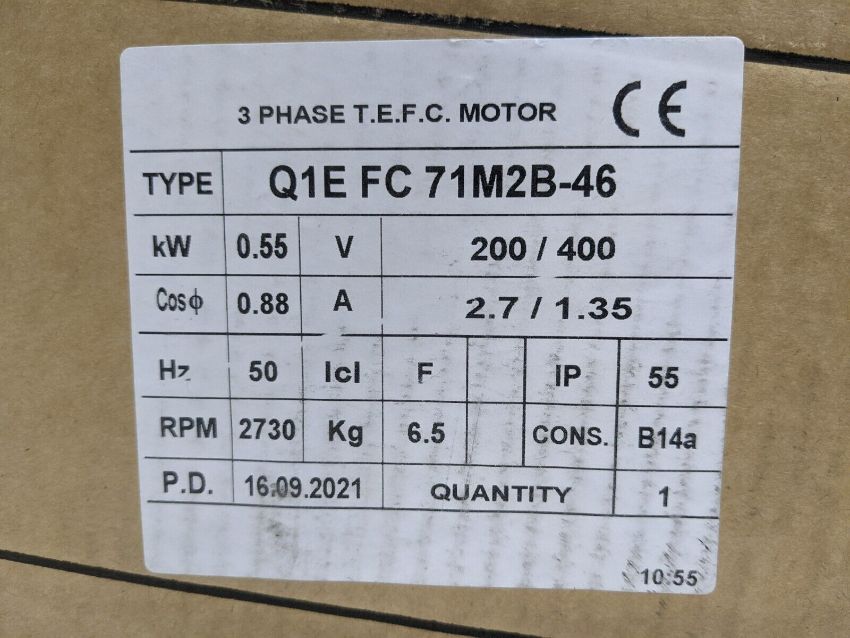 3 PHASE T.E.F.C. MOTOR CE
TYPE Q1E FC 71M2B-46
kW 0.55 V 200 / 400
Cosϕ 0.88 A 2.7 / 1.35
Hz 50 Icl F IP 55
RPM 2730 Kg 6.5 CONS. B14a
P.D. 16.09.2021 QUANTITY 1
10:55